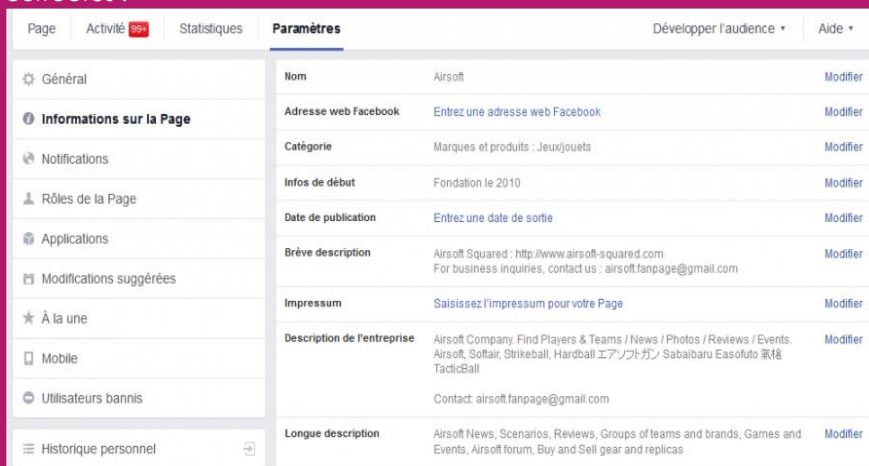 Page Activité 99+ Statistiques Paramètres Développer l'audience Aide
Général
Informations sur la Page
Notifications
Rôles de la Page
Applications
Modifications suggérées
À la une
Mobile
Utilisateurs bannis
Historique personnel
Nom Airsoft Modifier
Adresse web Facebook Entrez une adresse web Facebook Modifier
Catégorie Marques et produits : Jeux/jouets Modifier
Infos de début Fondation le 2010 Modifier
Date de publication Entrez une date de sortie Modifier
Brève description Airsoft Squared : http://www.airsoft-squared.com Modifier
For business inquiries, contact us : airsoft.fanpage@gmail.com
Impressum Saisissez l'impressum pour votre Page Modifier
Description de l'entreprise Airsoft Company. Find Players & Teams / News / Photos / Reviews / Events. Modifier
Airsoft, Softair, Strikeball, Hardball エアソフトガン Sabaibaru Easofuto 氣槍
TacticBall
Contact: airsoft.fanpage@gmail.com
Longue description Airsoft News, Scenarios, Reviews, Groups of teams and brands, Games and Modifier
Events, Airsoft forum, Buy and Sell gear and replicas